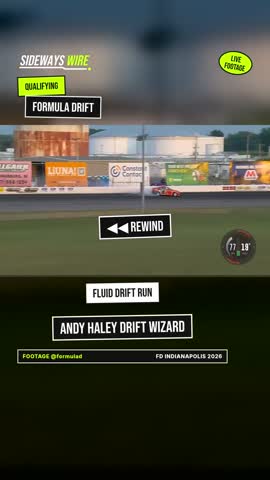 SIDEWAYS WIRE.
LIVE
FOOTAGE
QUALIFYING
FORMULA DRIFT
LIUNA!
REWIND
77 19°
FLUID DRIFT RUN
ANDY HALEY DRIFT WIZARD
FOOTAGE @formulad FD INDIANAPOLIS 2026